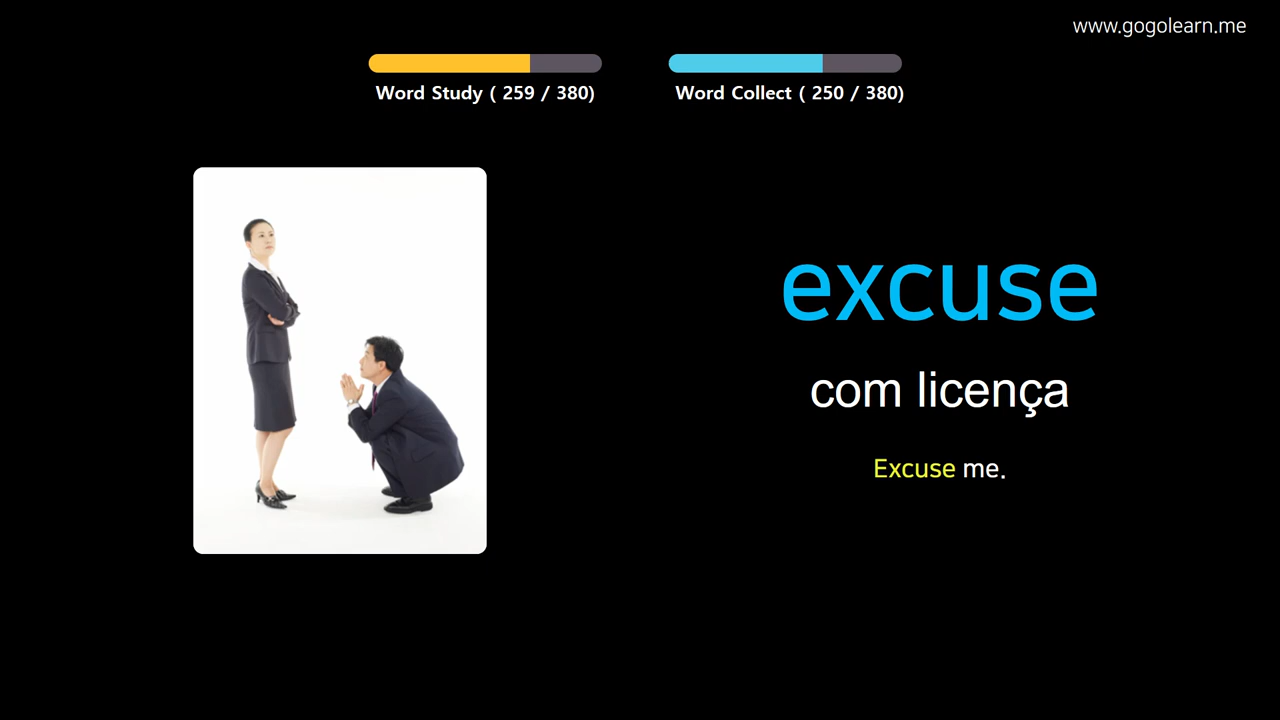 www.gogolearn.me
Word Study ( 259 / 380)
Word Collect ( 250 / 380)
excuse
com licença
Excuse me.